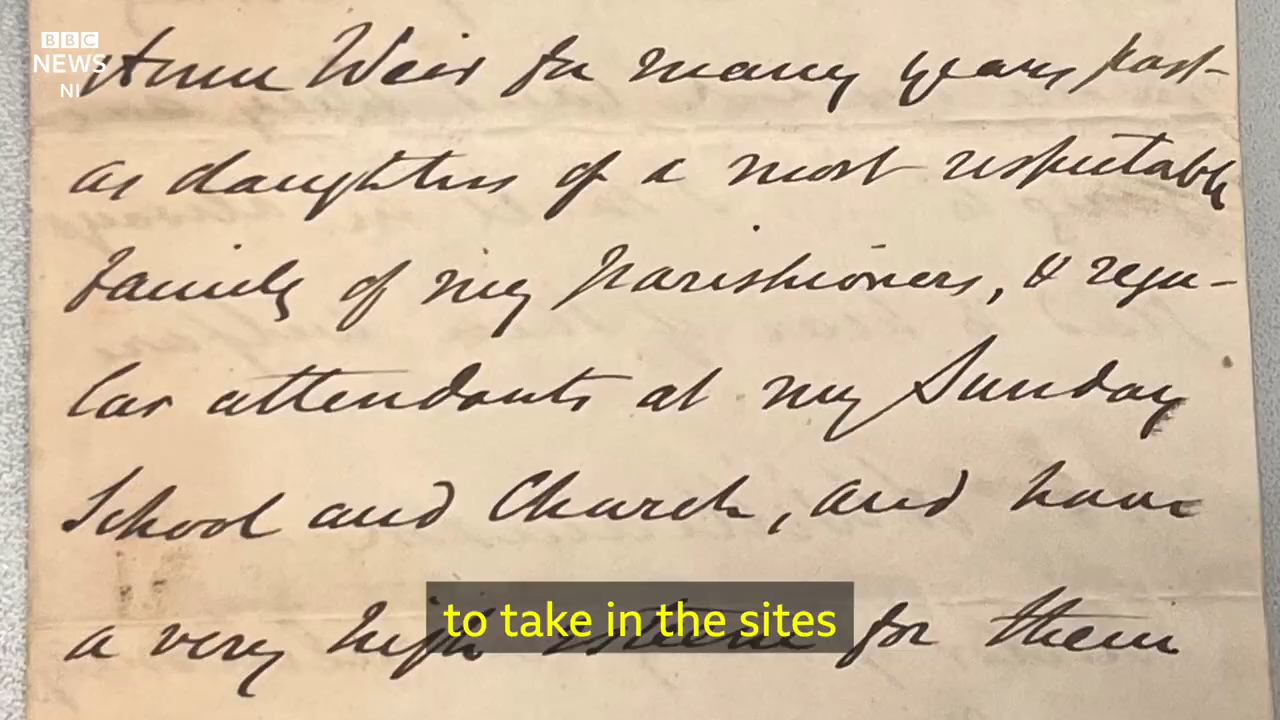 BBC
NEWS
NI
Ann Weir for many years past
as daughters of a most respectable
family of my parishioners, & regu-
lar attendants at my Sunday
School and Church, and have
a very high esteem for them
to take in the sites